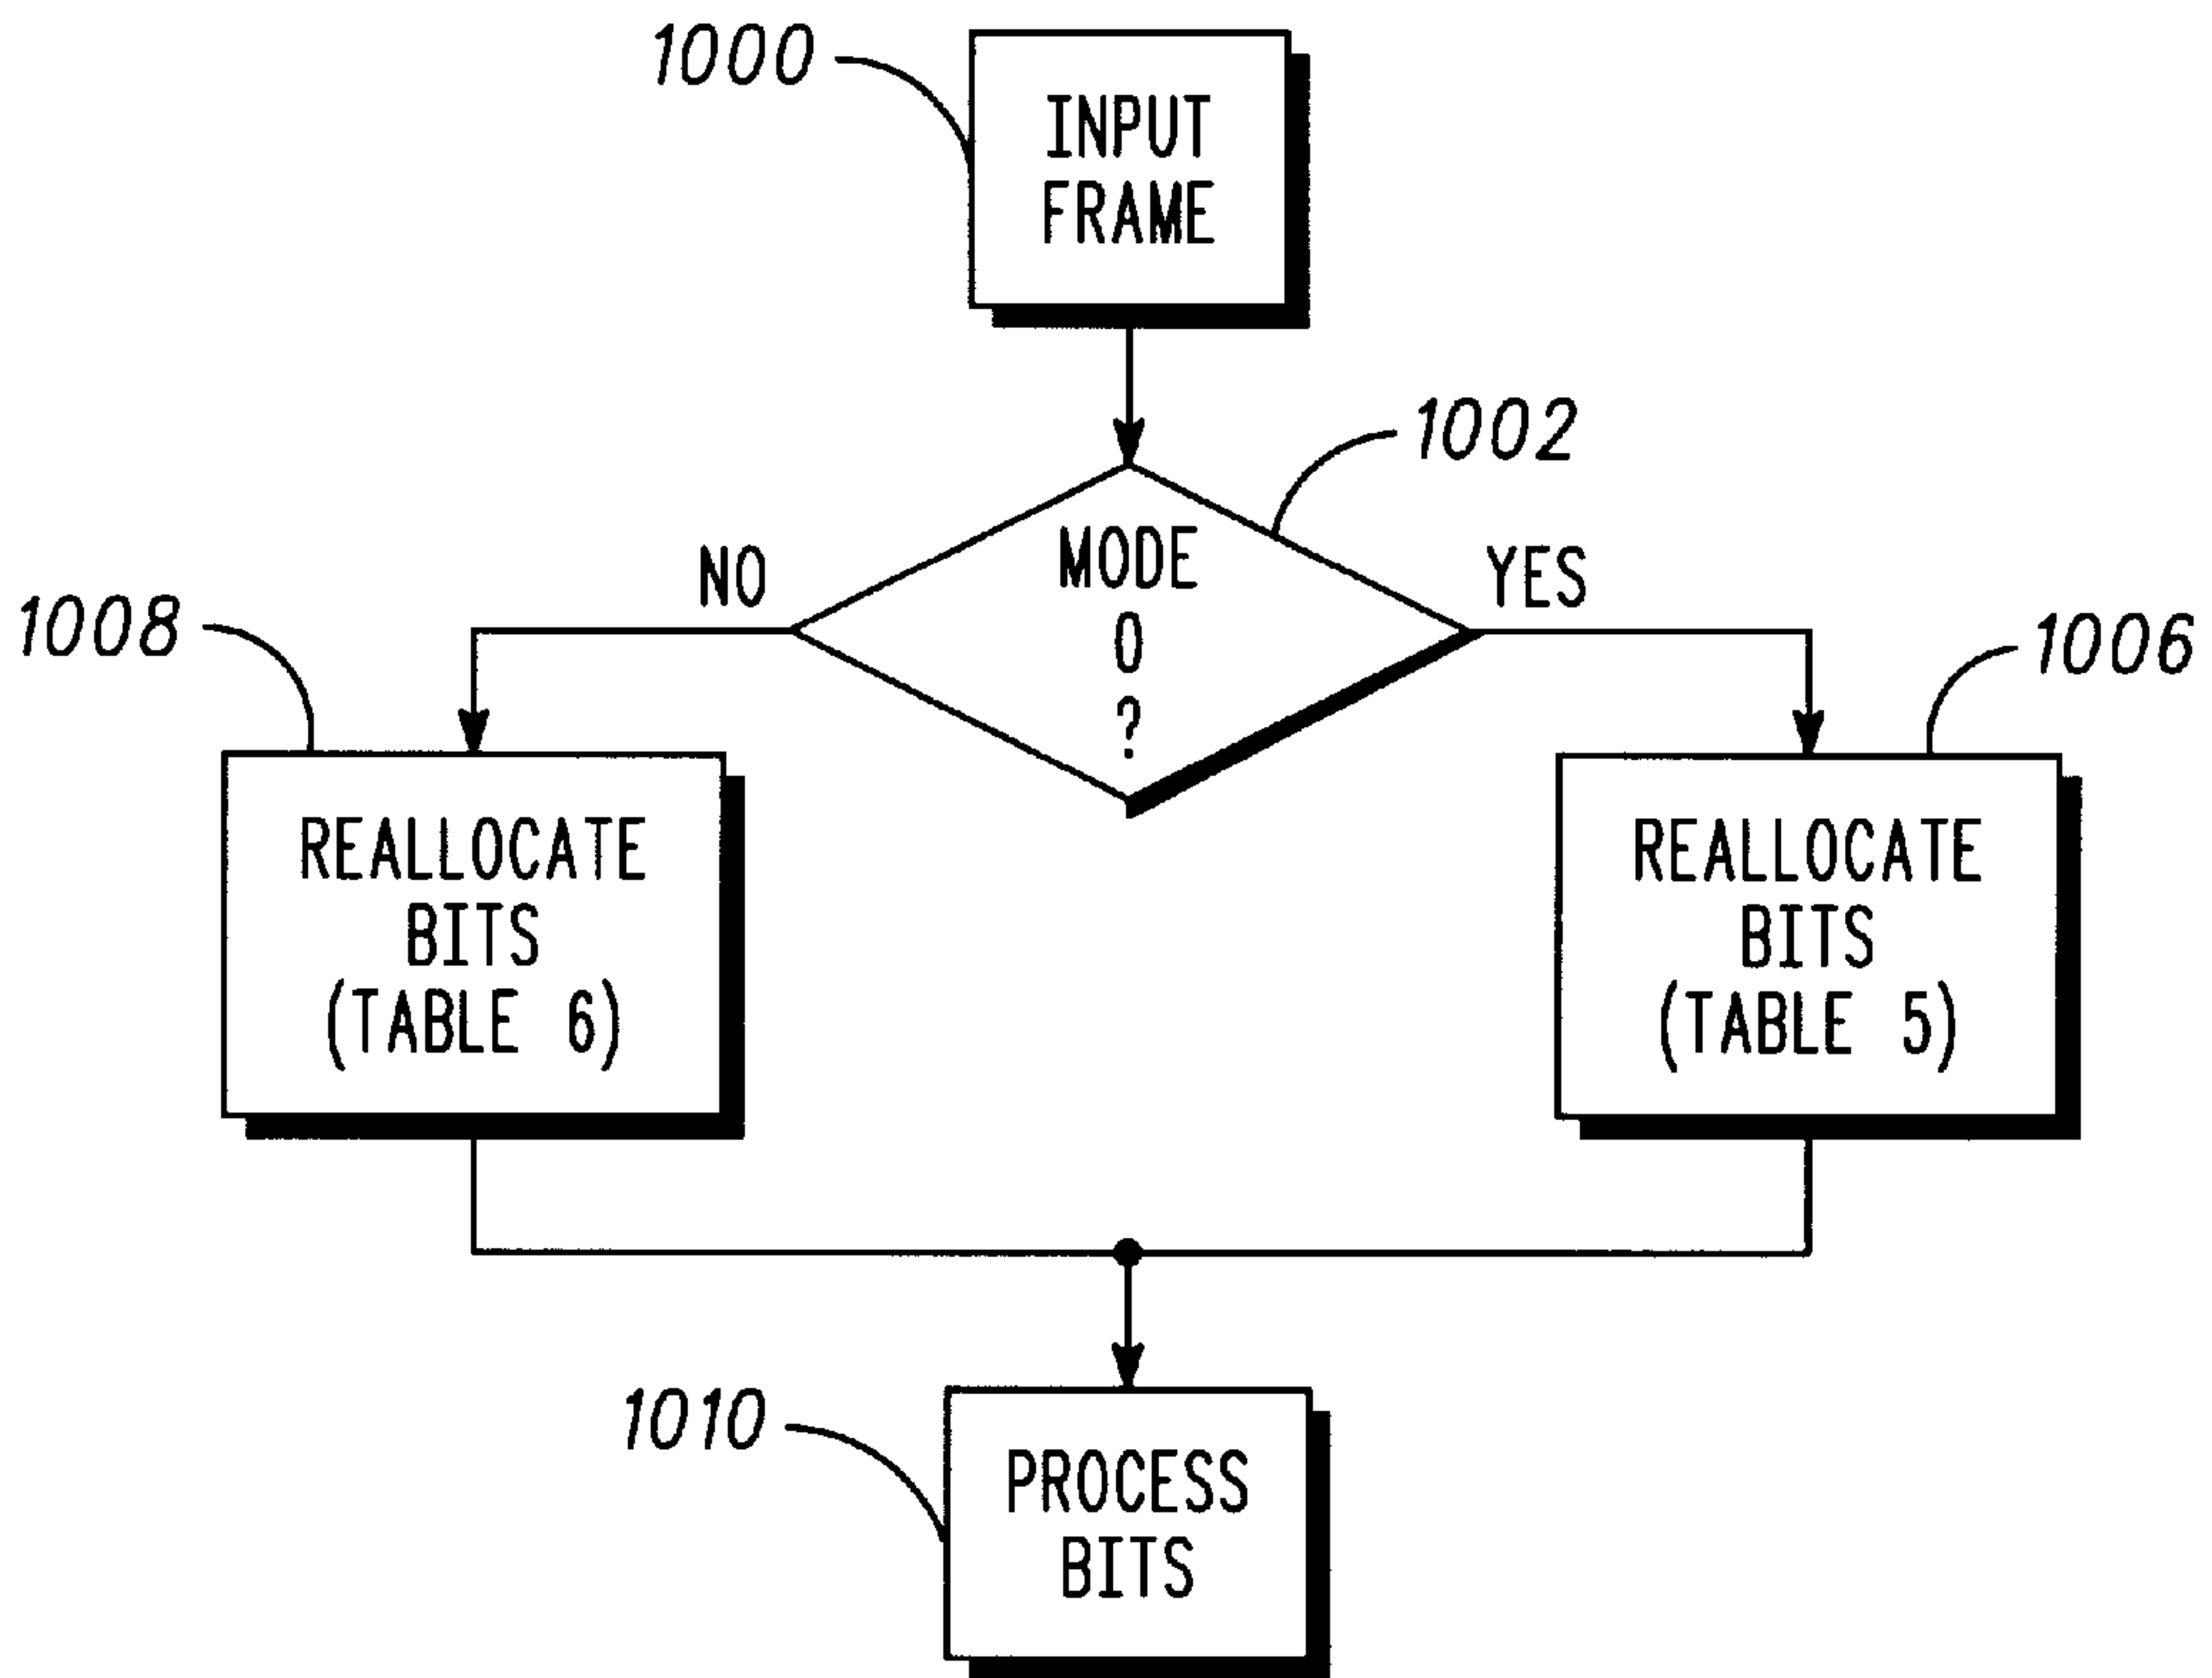 1000
INPUT
FRAME
1002
MODE
0
?
NO
YES
1008
1006
REALLOCATE
BITS
(TABLE 6)
REALLOCATE
BITS
(TABLE 5)
1010
PROCESS
BITS